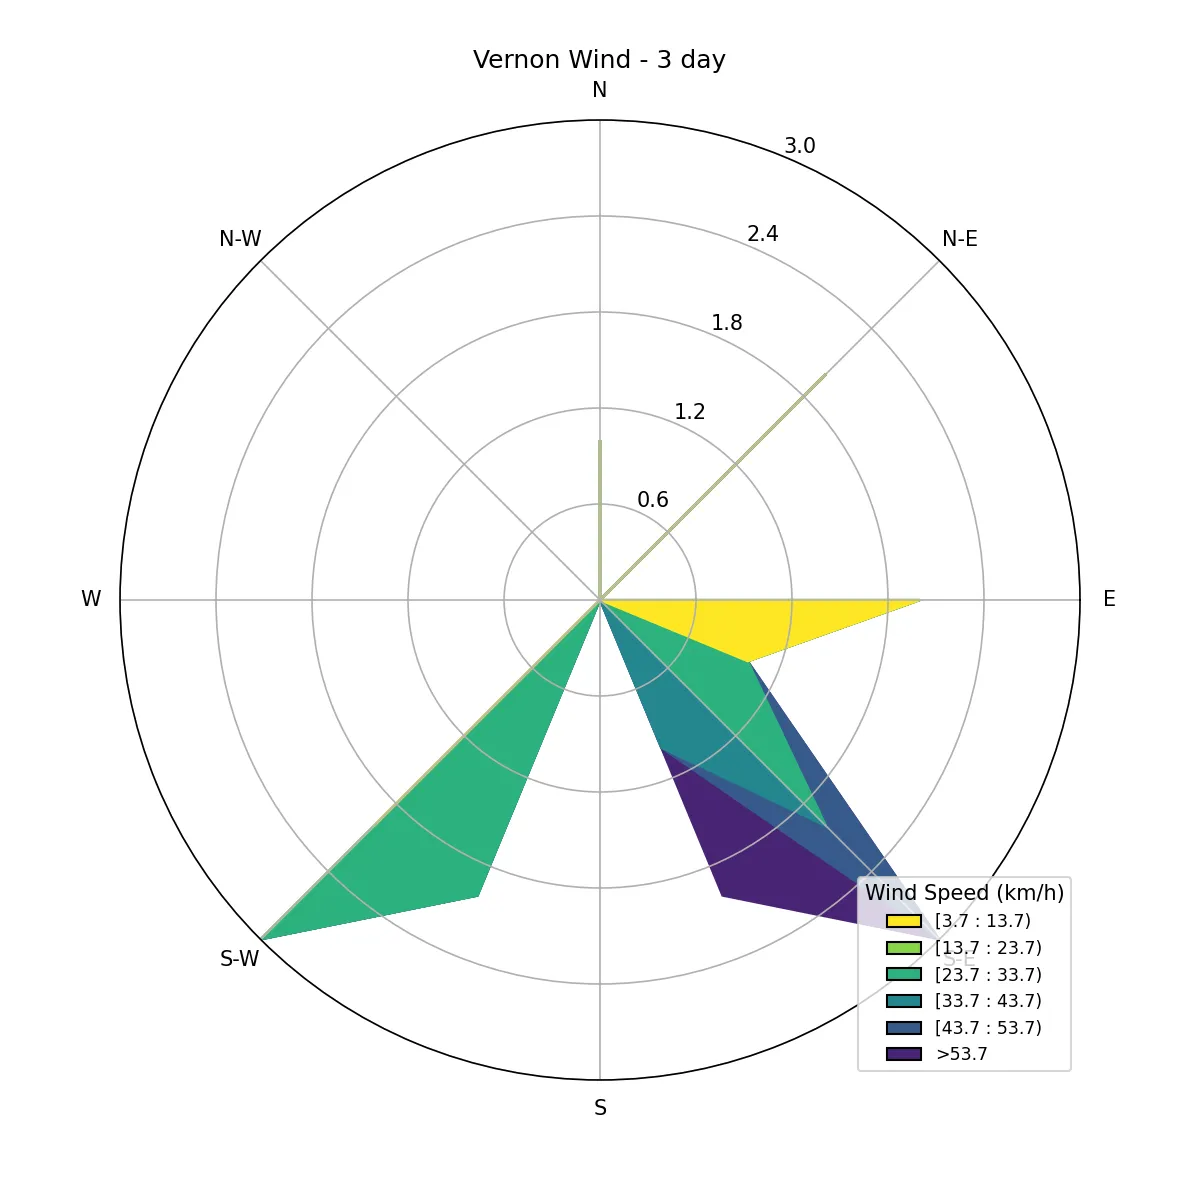 Vernon Wind - 3 day
N
3.0
N-W
2.4
N-E
1.8
1.2
0.6
W
E
Wind Speed (km/h)
[3.7 : 13.7)
[13.7 : 23.7)
S-W
S-E
[23.7 : 33.7)
[33.7 : 43.7)
[43.7 : 53.7)
>53.7
S